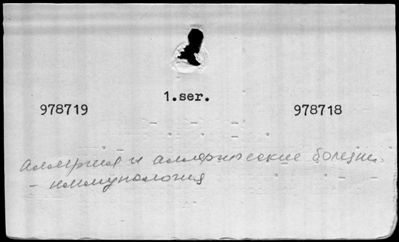 1.ser.
978719 978718
аллергия и аллергические болезни
- иммунология